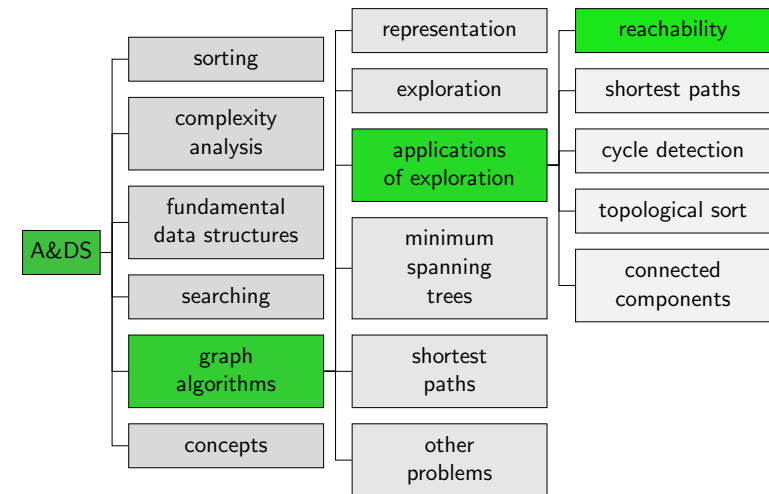 A&DS
sorting
complexity
analysis
fundamental
data structures
searching
graph
algorithms
concepts
representation
exploration
applications
of exploration
minimum
spanning
trees
shortest
paths
other
problems
reachability
shortest paths
cycle detection
topological sort
connected
components